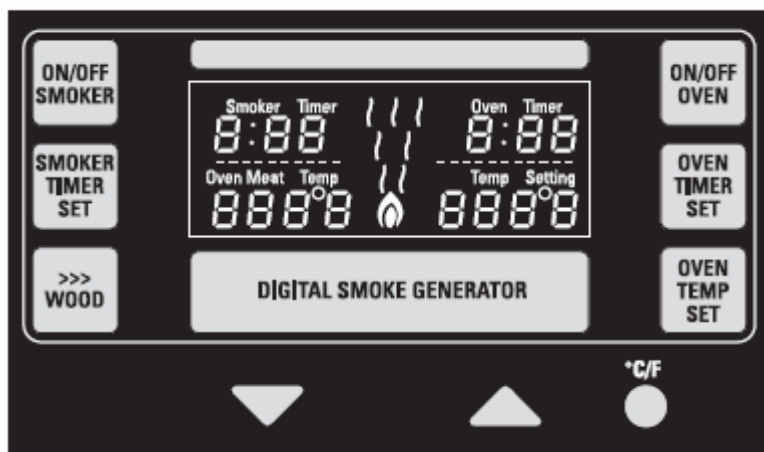 ON/OFF
SMOKER
SMOKER
TIMER
SET
>>>
WOOD
Smoker Timer
8:88
Oven Timer
8:88
Oven Meat Temp
888°8
Temp Setting
888°8
DIGITAL SMOKE GENERATOR
ON/OFF
OVEN
OVEN
TIMER
SET
OVEN
TEMP
SET
°C/F